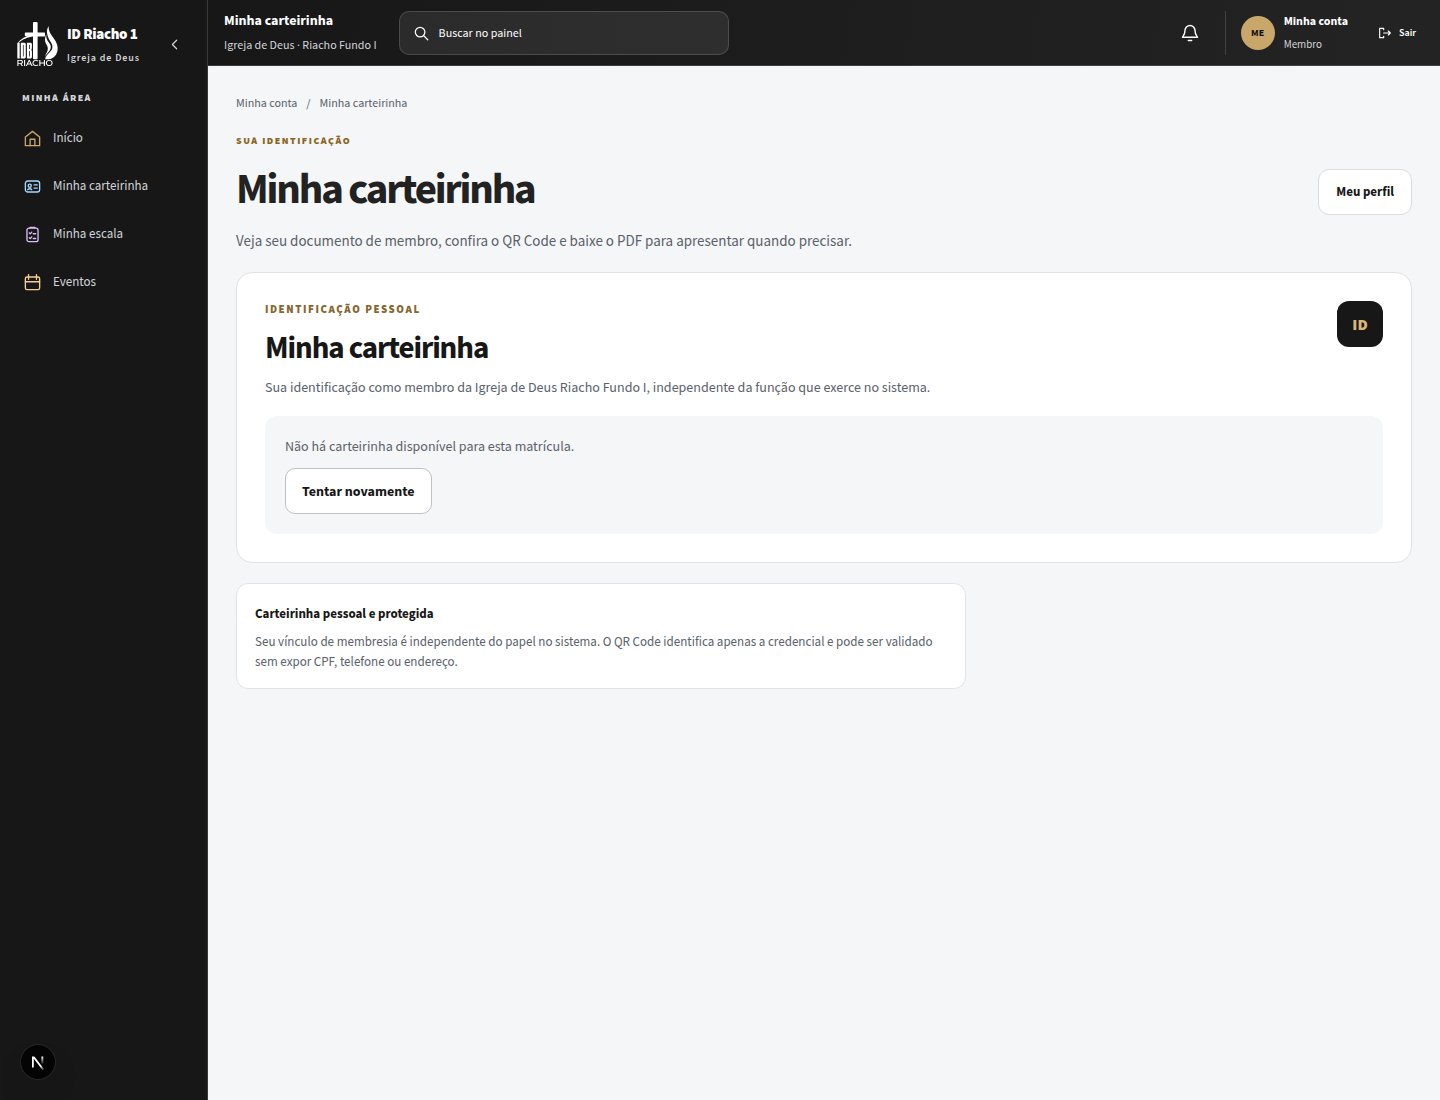 IDB
RIACHO
ID Riacho 1
Igreja de Deus
MINHA ÁREA
Início
Minha carteirinha
Minha escala
Eventos
Minha carteirinha
Igreja de Deus · Riacho Fundo I
Buscar no painel
ME
Minha conta
Membro
Sair
Minha conta / Minha carteirinha
SUA IDENTIFICAÇÃO
Minha carteirinha
Meu perfil
Veja seu documento de membro, confira o QR Code e baixe o PDF para apresentar quando precisar.
IDENTIFICAÇÃO PESSOAL
ID
Minha carteirinha
Sua identificação como membro da Igreja de Deus Riacho Fundo I, independente da função que exerce no sistema.
Não há carteirinha disponível para esta matrícula.
Tentar novamente
Carteirinha pessoal e protegida
Seu vínculo de membresia é independente do papel no sistema. O QR Code identifica apenas a credencial e pode ser validado
sem expor CPF, telefone ou endereço.
N